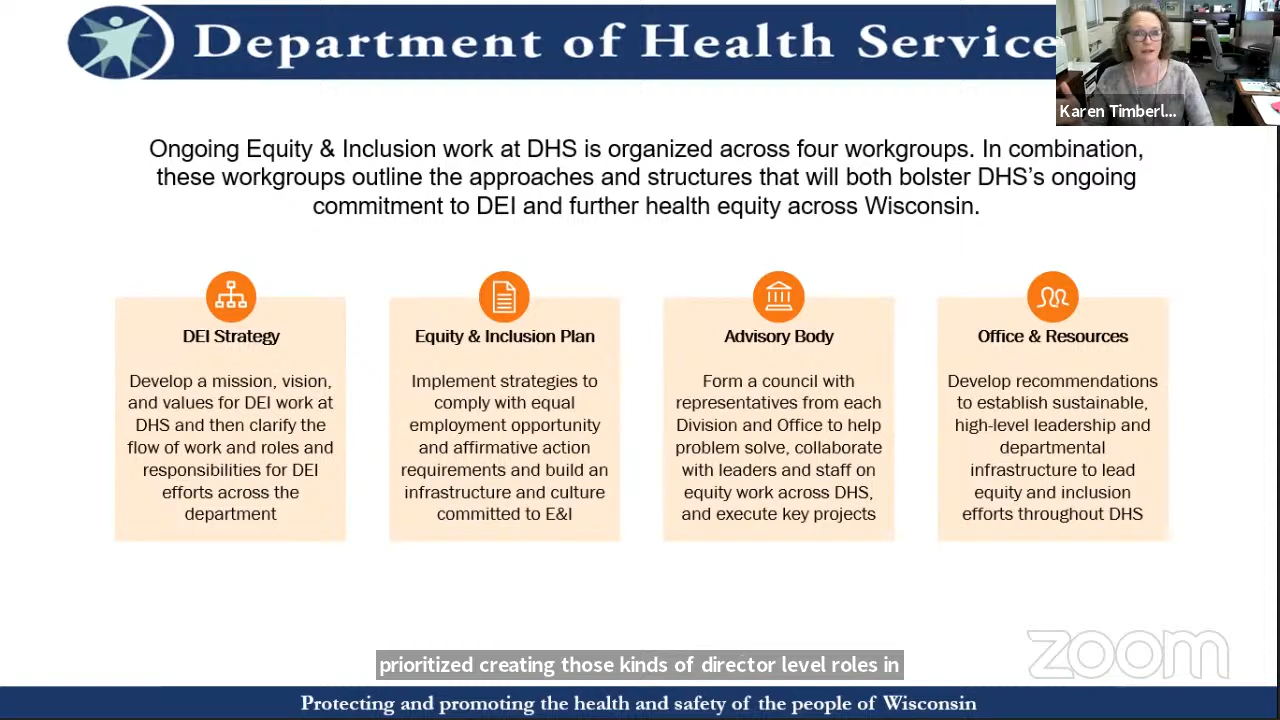 Department of Health Service
Karen Timberl...
Ongoing Equity & Inclusion work at DHS is organized across four workgroups. In combination,
these workgroups outline the approaches and structures that will both bolster DHS's ongoing
commitment to DEI and further health equity across Wisconsin.
DEI Strategy
Develop a mission, vision,
and values for DEI work at
DHS and then clarify the
flow of work and roles and
responsibilities for DEI
efforts across the
department
Equity & Inclusion Plan
Implement strategies to
comply with equal
employment opportunity
and affirmative action
requirements and build an
infrastructure and culture
committed to E&I
Advisory Body
Form a council with
representatives from each
Division and Office to help
problem solve, collaborate
with leaders and staff on
equity work across DHS,
and execute key projects
Office & Resources
Develop recommendations
to establish sustainable,
high-level leadership and
departmental
infrastructure to lead
equity and inclusion
efforts throughout DHS
zoom
prioritized creating those kinds of director level roles in
Protecting and promoting the health and safety of the people of Wisconsin